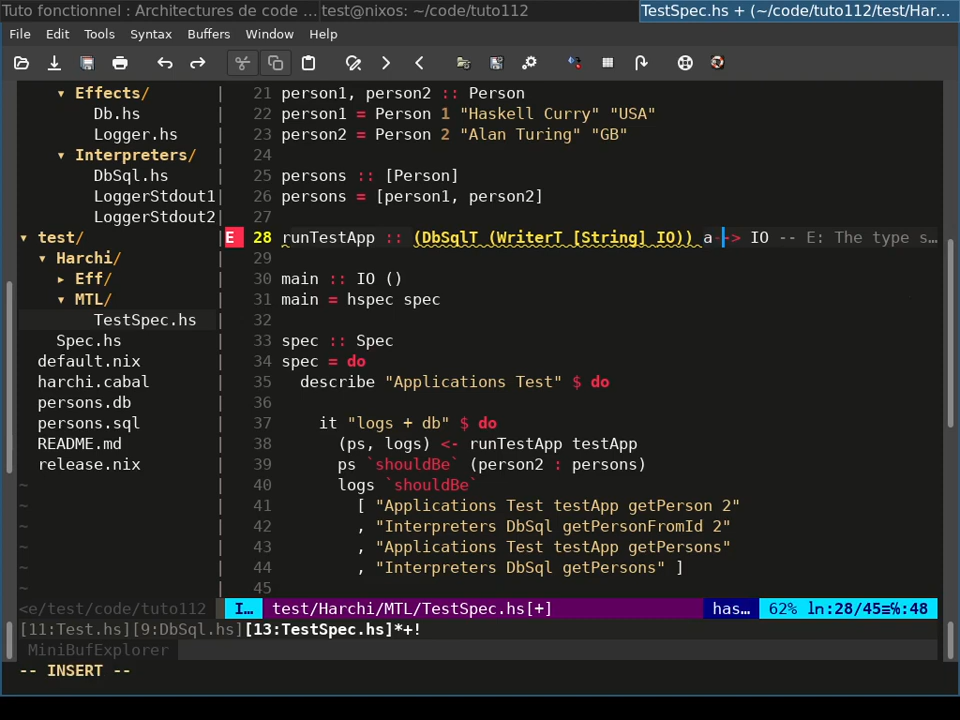 Tuto fonctionnel : Architectures de code ... test@nixos: ~/code/tuto112 TestSpec.hs + (~/code/tuto112/test/Har...
File Edit Tools Syntax Buffers Window Help
▾ Effects/ | 21 person1, person2 :: Person
Db.hs | 22 person1 = Person 1 "Haskell Curry" "USA"
Logger.hs | 23 person2 = Person 2 "Alan Turing" "GB"
▾ Interpreters/ | 24
DbSql.hs | 25 persons :: [Person]
LoggerStdout1| 26 persons = [person1, person2]
LoggerStdout2| 27
▾ test/ |E 28 runTestApp :: (DbSqlT (WriterT [String] IO)) a -> IO -- E: The type s…
▾ Harchi/ | 29
▸ Eff/ | 30 main :: IO ()
▾ MTL/ | 31 main = hspec spec
TestSpec.hs | 32
Spec.hs | 33 spec :: Spec
default.nix | 34 spec = do
harchi.cabal | 35 describe "Applications Test" $ do
persons.db | 36
persons.sql | 37 it "logs + db" $ do
README.md | 38 (ps, logs) <- runTestApp testApp
release.nix | 39 ps `shouldBe` (person2 : persons)
~ | 40 logs `shouldBe`
~ | 41 [ "Applications Test testApp getPerson 2"
~ | 42 , "Interpreters DbSql getPersonFromId 2"
~ | 43 , "Applications Test testApp getPersons"
~ | 44 , "Interpreters DbSql getPersons" ]
~ | 45
<e/test/code/tuto112 I… test/Harchi/MTL/TestSpec.hs[+] has… 62% ln:28/45≡℅:48
[11:Test.hs][9:DbSql.hs][13:TestSpec.hs]*+!
MiniBufExplorer
-- INSERT --